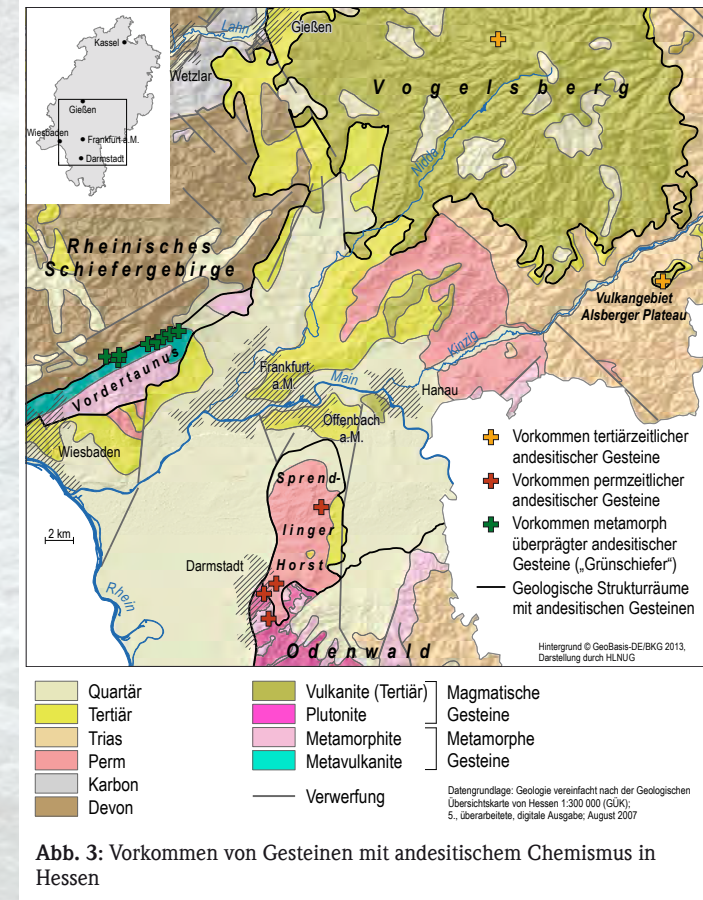 Kassel
Gießen
Wiesbaden
Frankfurt a.M.
Darmstadt
Lahn
Gießen
Wetzlar
Vogelsberg
Nidda
Rheinisches
Schiefergebirge
Vulkangebiet
Alsberger Plateau
Kinzig
Vordertaunus
Frankfurt
a.M.
Main
Hanau
Offenbach
a.M.
Wiesbaden
Sprend-
linger
Horst
2 km
Darmstadt
Rhein
Odenwald
Vorkommen tertiärzeitlicher
andesitischer Gesteine
Vorkommen permzeitlicher
andesitischer Gesteine
Vorkommen metamorph
überprägter andesitischer
Gesteine („Grünschiefer“)
Geologische Strukturräume
mit andesitischen Gesteinen
Hintergrund © GeoBasis-DE/BKG 2013,
Darstellung durch HLNUG
Quartär
Tertiär
Trias
Perm
Karbon
Devon
Vulkanite (Tertiär)
Plutonite
Magmatische
Gesteine
Metamorphite
Metavulkanite
Metamorphe
Gesteine
Verwerfung
Datengrundlage: Geologie vereinfacht nach der Geologischen
Übersichtskarte von Hessen 1:300 000 (GÜK);
5., überarbeitete, digitale Ausgabe; August 2007
Abb. 3: Vorkommen von Gesteinen mit andesitischem Chemismus in
Hessen